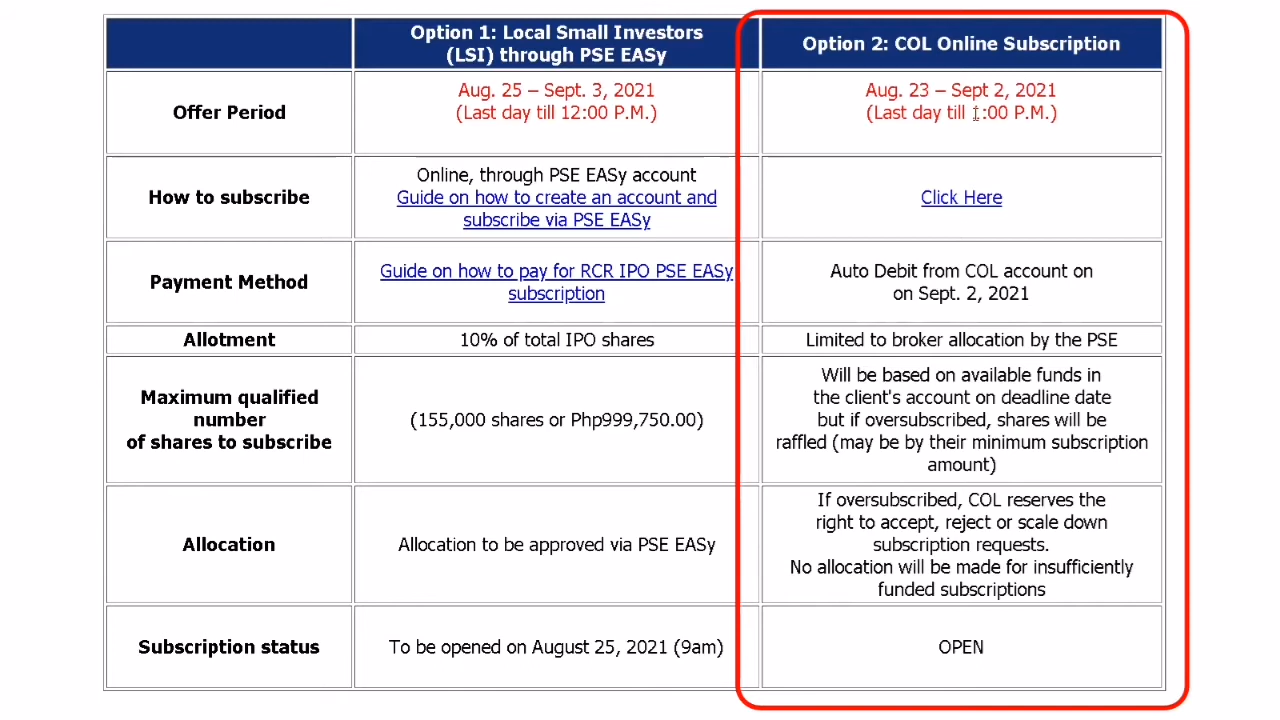 Option 1: Local Small Investors
(LSI) through PSE EASy
Option 2: COL Online Subscription
Offer Period
Aug. 25 – Sept. 3, 2021
(Last day till 12:00 P.M.)
Aug. 23 – Sept 2, 2021
(Last day till :00 P.M.)
How to subscribe
Online, through PSE EASy account
Guide on how to create an account and
subscribe via PSE EASy
Click Here
Payment Method
Guide on how to pay for RCR IPO PSE EASy
subscription
Auto Debit from COL account on
on Sept. 2, 2021
Allotment
10% of total IPO shares
Limited to broker allocation by the PSE
Maximum qualified
number
of shares to subscribe
(155,000 shares or Php999,750.00)
Will be based on available funds in
the client's account on deadline date
but if oversubscribed, shares will be
raffled (may be by their minimum subscription
amount)
Allocation
Allocation to be approved via PSE EASy
If oversubscribed, COL reserves the
right to accept, reject or scale down
subscription requests.
No allocation will be made for insufficiently
funded subscriptions
Subscription status
To be opened on August 25, 2021 (9am)
OPEN